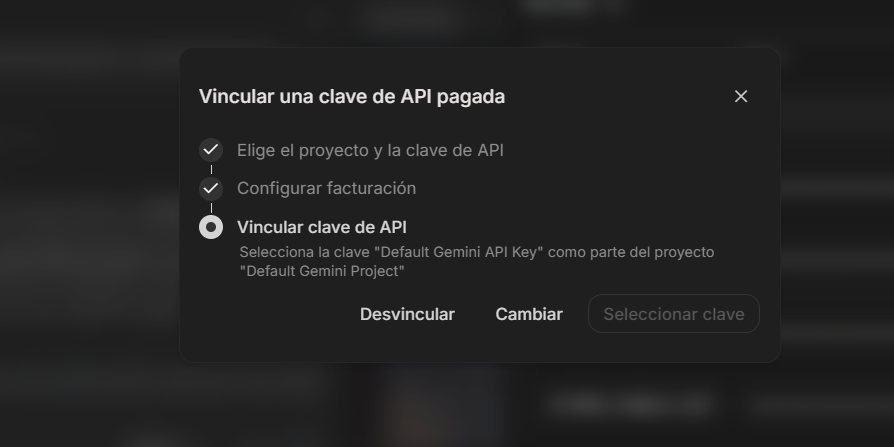 Vincular una clave de API pagada
Elige el proyecto y la clave de API
Configurar facturación
Vincular clave de API
Selecciona la clave "Default Gemini API Key" como parte del proyecto
"Default Gemini Project"
Desvincular Cambiar Seleccionar clave